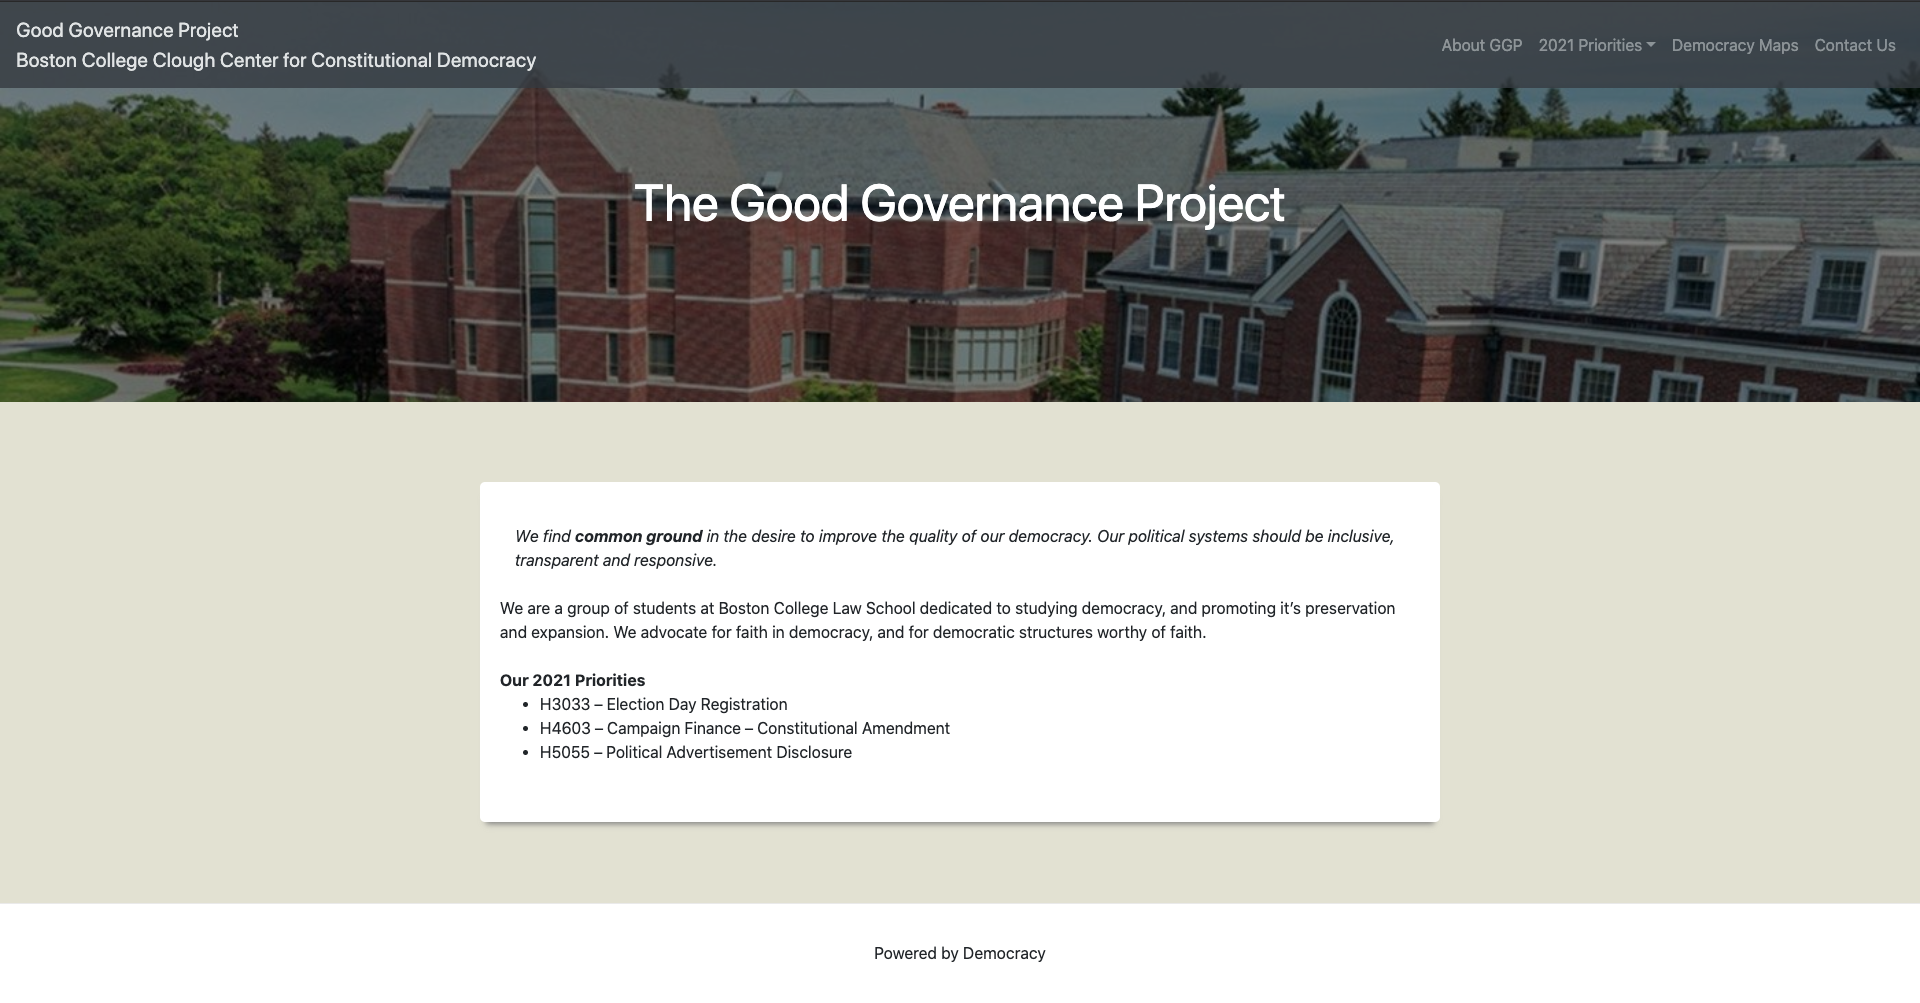 Good Governance Project
Boston College Clough Center for Constitutional Democracy
About GGP 2021 Priorities Democracy Maps Contact Us
The Good Governance Project
We find common ground in the desire to improve the quality of our democracy. Our political systems should be inclusive,
transparent and responsive.
We are a group of students at Boston College Law School dedicated to studying democracy, and promoting it’s preservation
and expansion. We advocate for faith in democracy, and for democratic structures worthy of faith.
Our 2021 Priorities
• H3033 – Election Day Registration
• H4603 – Campaign Finance – Constitutional Amendment
• H5055 – Political Advertisement Disclosure
Powered by Democracy